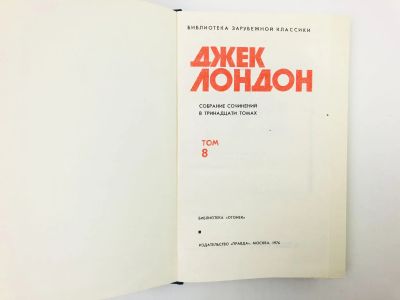 БИБЛИОТЕКА ЗАРУБЕЖНОЙ КЛАССИКИ
ДЖЕК
ЛОНДОН
СОБРАНИЕ СОЧИНЕНИЙ
В ТРИНАДЦАТИ ТОМАХ
ТОМ
8
БИБЛИОТЕКА «ОГОНЕК»
ИЗДАТЕЛЬСТВО «ПРАВДА», МОСКВА, 1976